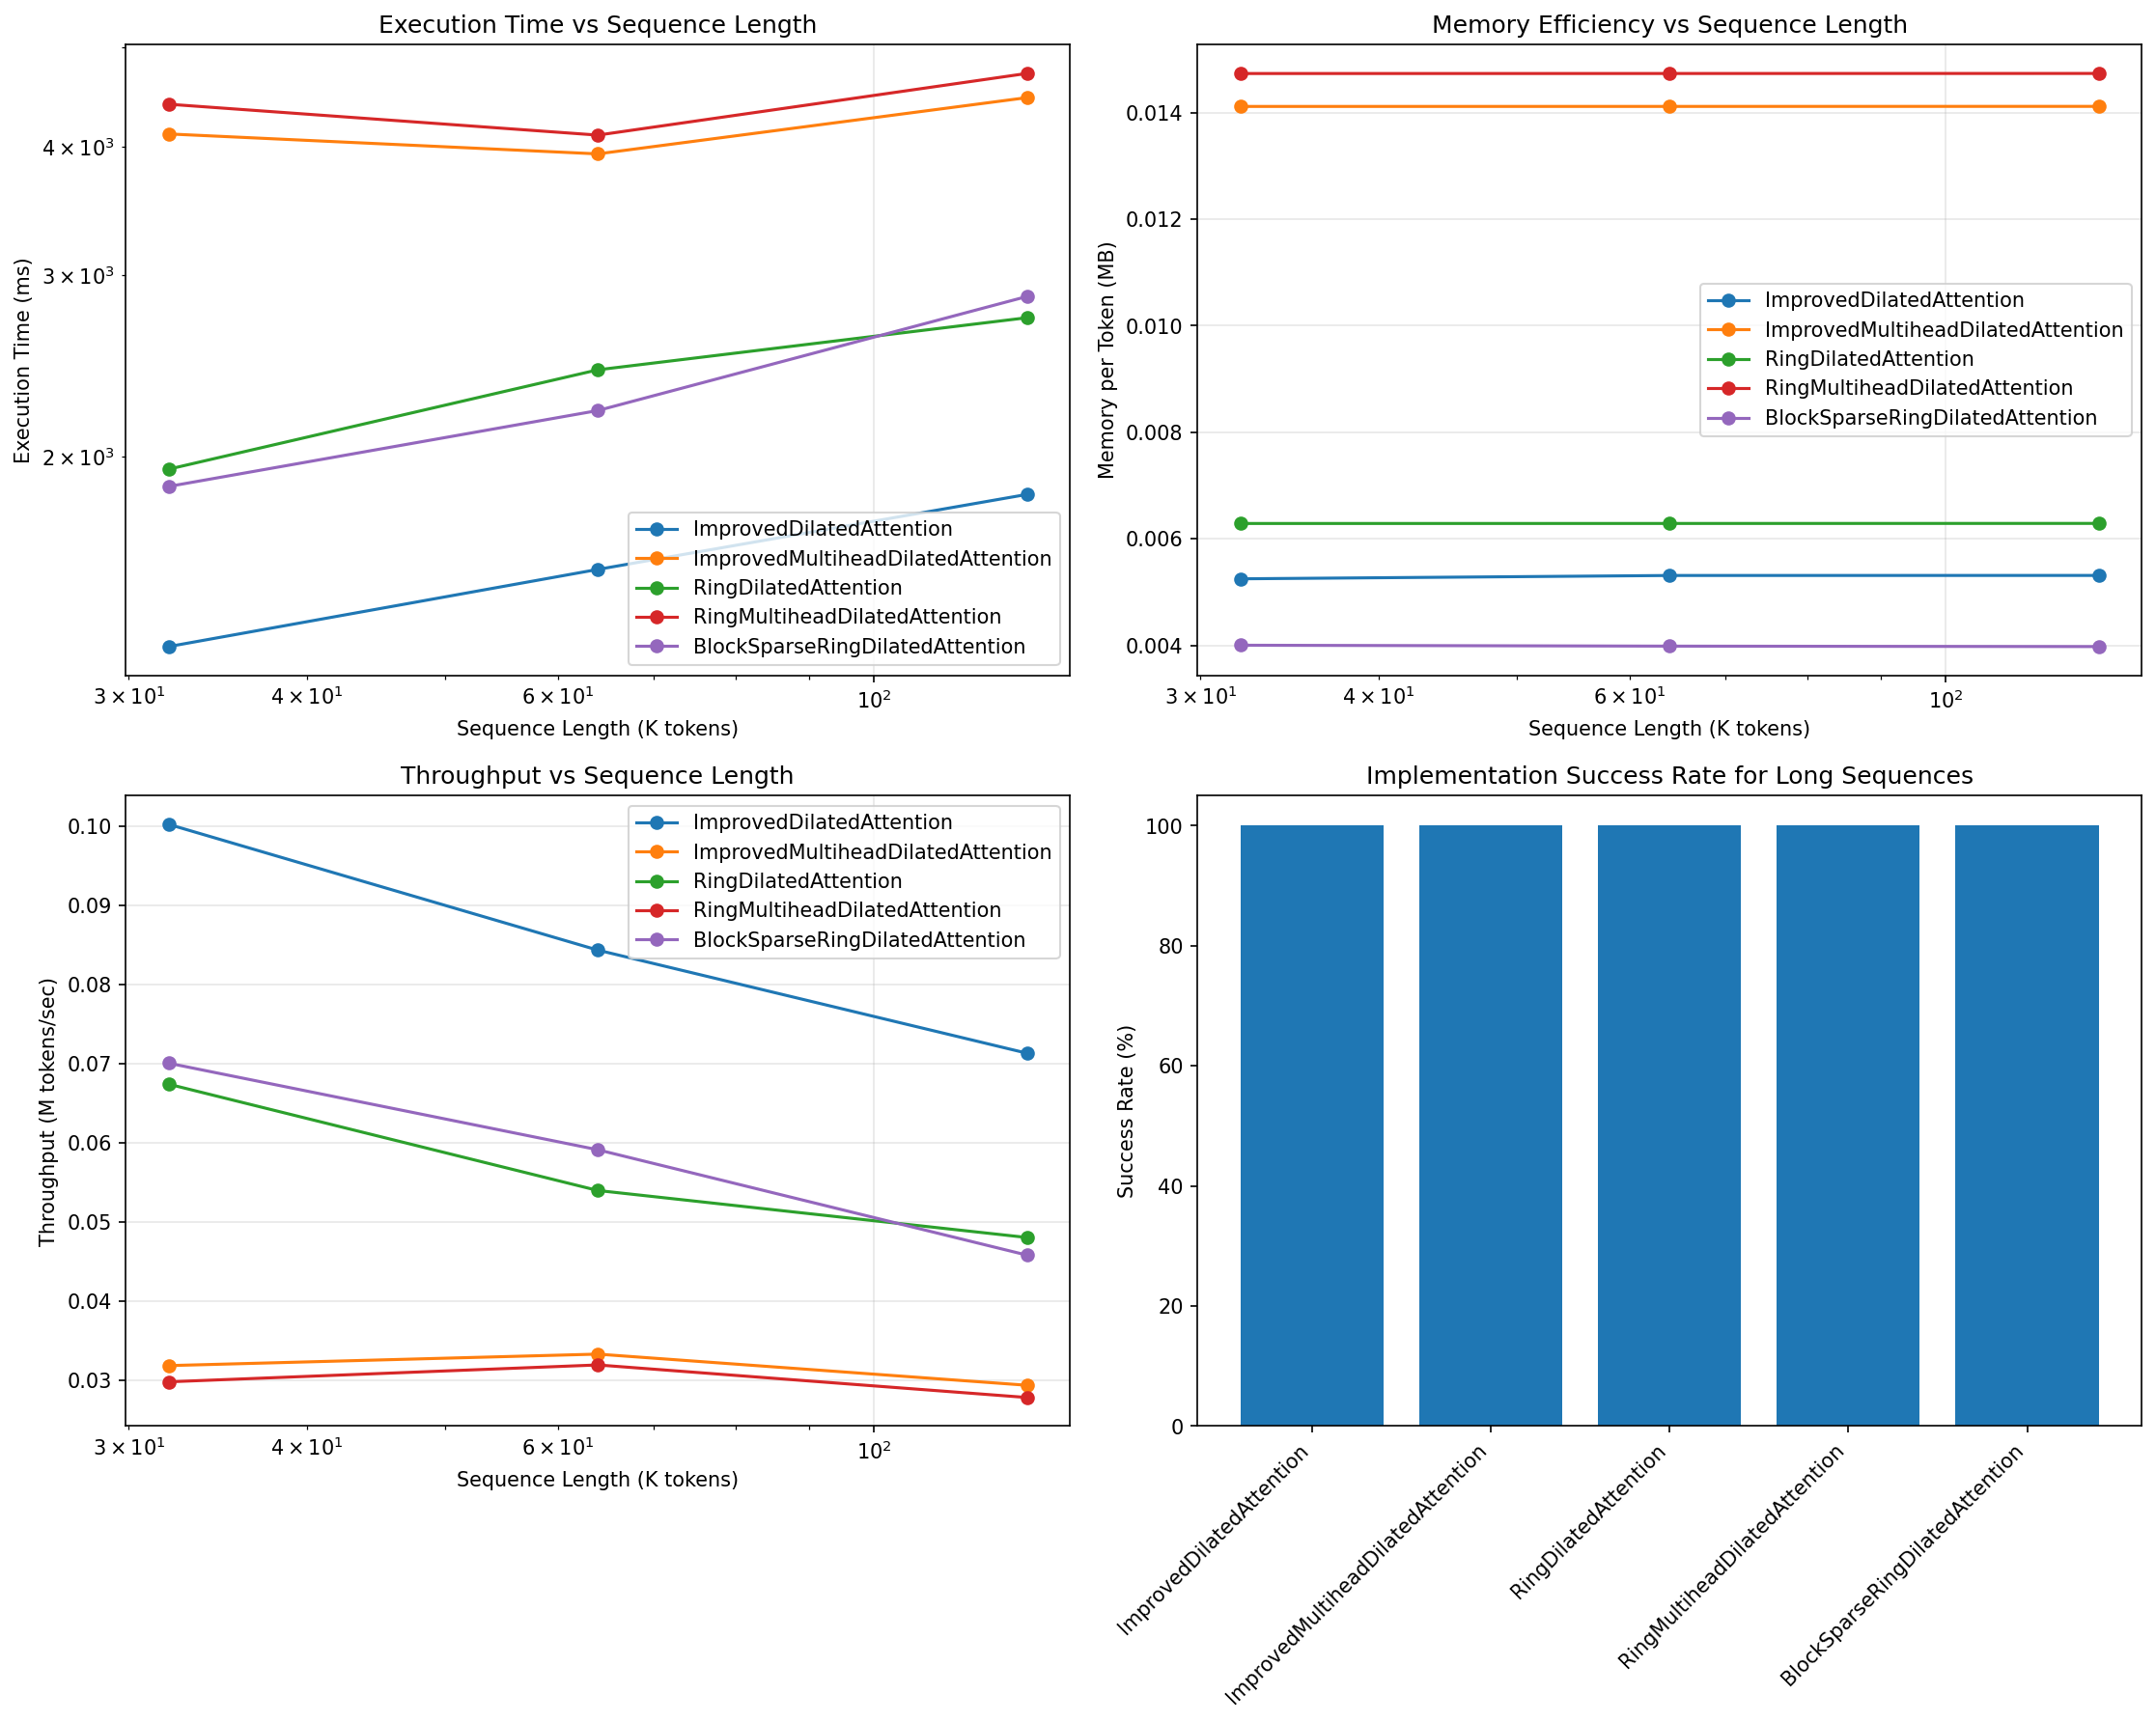 Execution Time vs Sequence Length
Execution Time (ms)
4 × 10³
3 × 10³
2 × 10³
ImprovedDilatedAttention
ImprovedMultiheadDilatedAttention
RingDilatedAttention
RingMultiheadDilatedAttention
BlockSparseRingDilatedAttention
3 × 10¹
4 × 10¹
6 × 10¹
10²
Sequence Length (K tokens)
Memory Efficiency vs Sequence Length
Memory per Token (MB)
0.014
0.012
0.010
0.008
0.006
0.004
ImprovedDilatedAttention
ImprovedMultiheadDilatedAttention
RingDilatedAttention
RingMultiheadDilatedAttention
BlockSparseRingDilatedAttention
3 × 10¹
4 × 10¹
6 × 10¹
10²
Sequence Length (K tokens)
Throughput vs Sequence Length
Throughput (M tokens/sec)
0.10
0.09
0.08
0.07
0.06
0.05
0.04
0.03
ImprovedDilatedAttention
ImprovedMultiheadDilatedAttention
RingDilatedAttention
RingMultiheadDilatedAttention
BlockSparseRingDilatedAttention
3 × 10¹
4 × 10¹
6 × 10¹
10²
Sequence Length (K tokens)
Implementation Success Rate for Long Sequences
Success Rate (%)
100
80
60
40
20
0
ImprovedDilatedAttention
ImprovedMultiheadDilatedAttention
RingDilatedAttention
RingMultiheadDilatedAttention
BlockSparseRingDilatedAttention